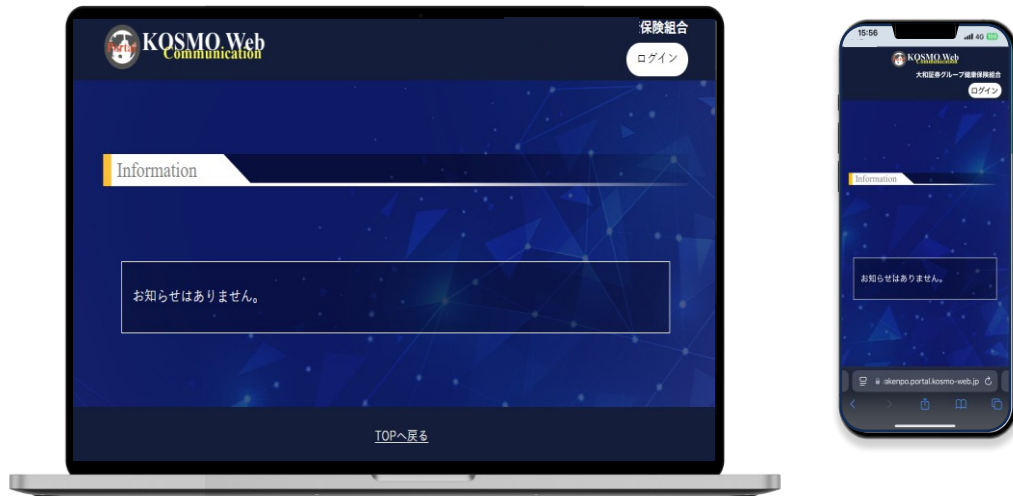 KOSMO Web
Communication
保険組合
ログイン
Information
お知らせはありません。
TOPへ戻る
15:56
4G
KOSMO Web
Communication
大和証券グループ健康保険組合
ログイン
Information
お知らせはありません。
akenpo.portal.kosmo-web.jp